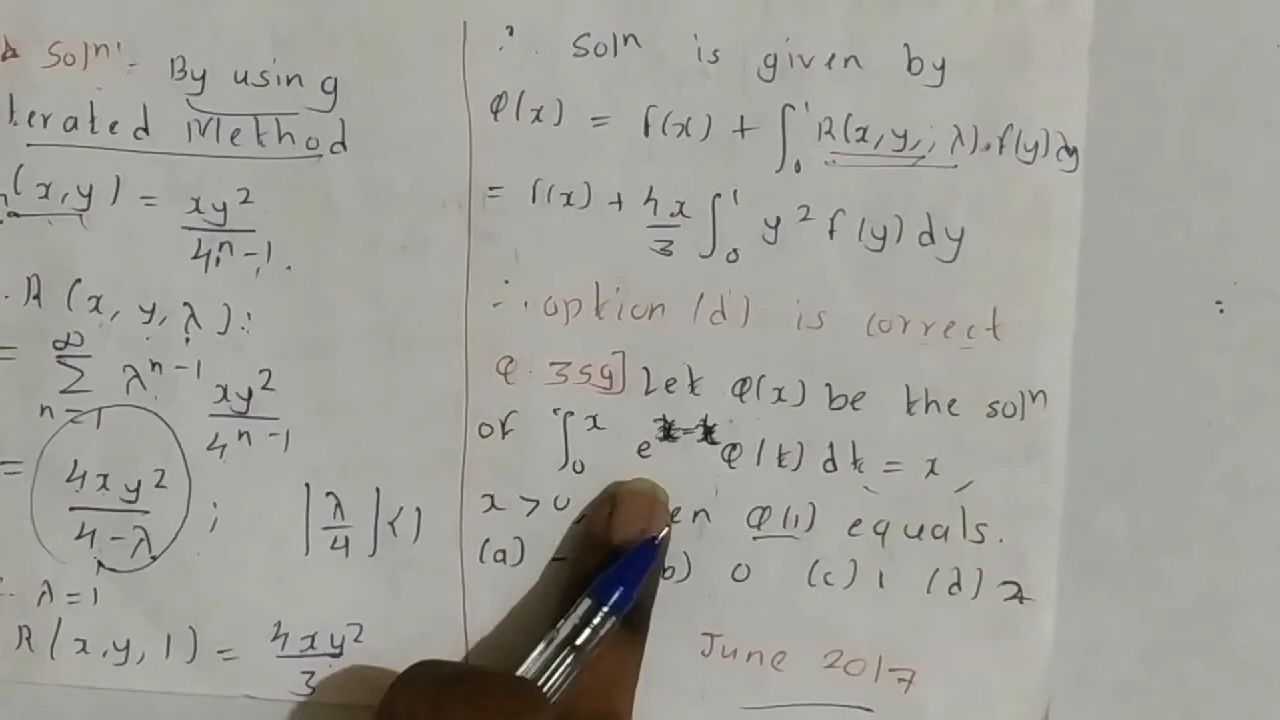 Solⁿ:- By using
terated Method
(x,y) = xy²/4ⁿ⁻¹.
R(x, y, λ):
= ∑_{n=1}^{∞} λⁿ⁻¹ xy²/4ⁿ⁻¹
= 4xy²/4-λ ; |λ/4|<1
∴ λ=1
R(x,y,1) = 4xy²/3
∴ Solⁿ is given by
φ(x) = f(x) + ∫₀¹ R(x,y,;λ).f(y)dy
= f(x) + 4x/3 ∫₀¹ y² f(y) dy
∴ option (d) is correct
Q. 359] Let φ(x) be the solⁿ
of ∫₀ˣ e φ(t) dt = x,
x > 0, en φ(1) equals.
(a) - b) 0 (c) 1 (d) 2
June 2017